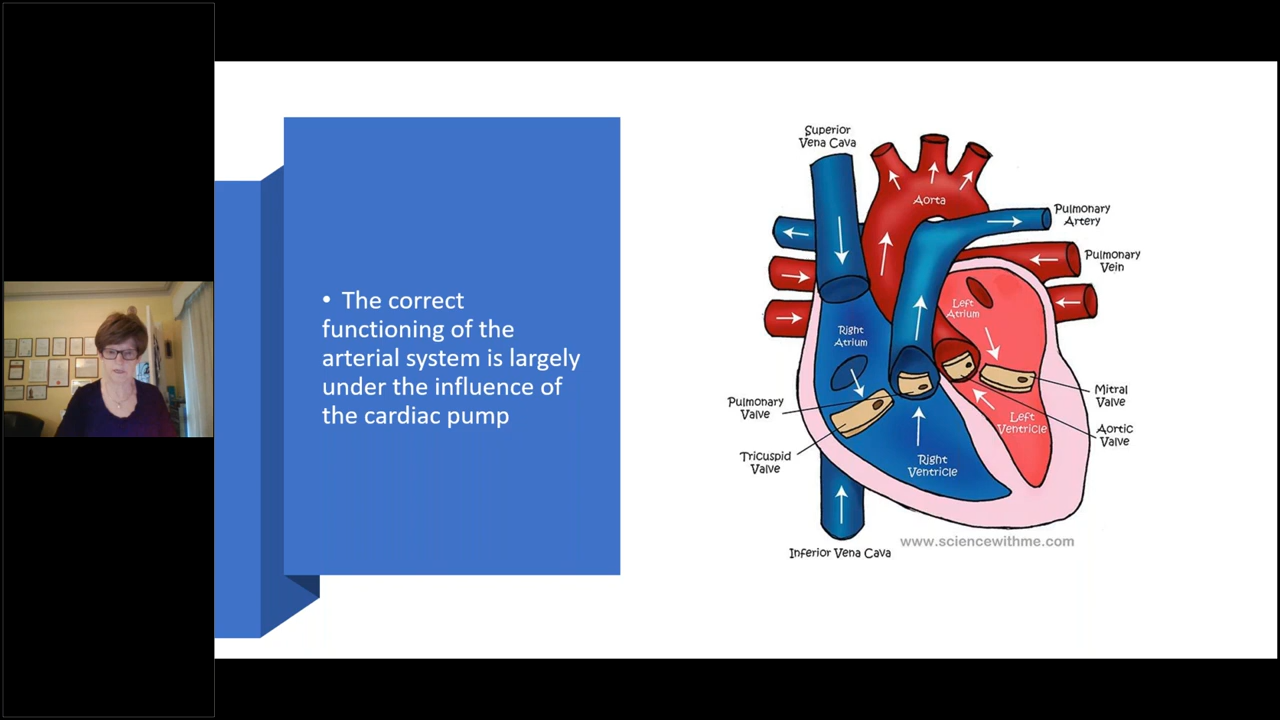 • The correct
functioning of the
arterial system is largely
under the influence of
the cardiac pump
Superior
Vena Cava
Aorta
Pulmonary
Artery
Pulmonary
Vein
Left
Atrium
Right
Atrium
Mitral
Valve
Pulmonary
Valve
Left
Ventricle
Aortic
Valve
Tricuspid
Valve
Right
Ventricle
www.sciencewithme.com
Inferior Vena Cava